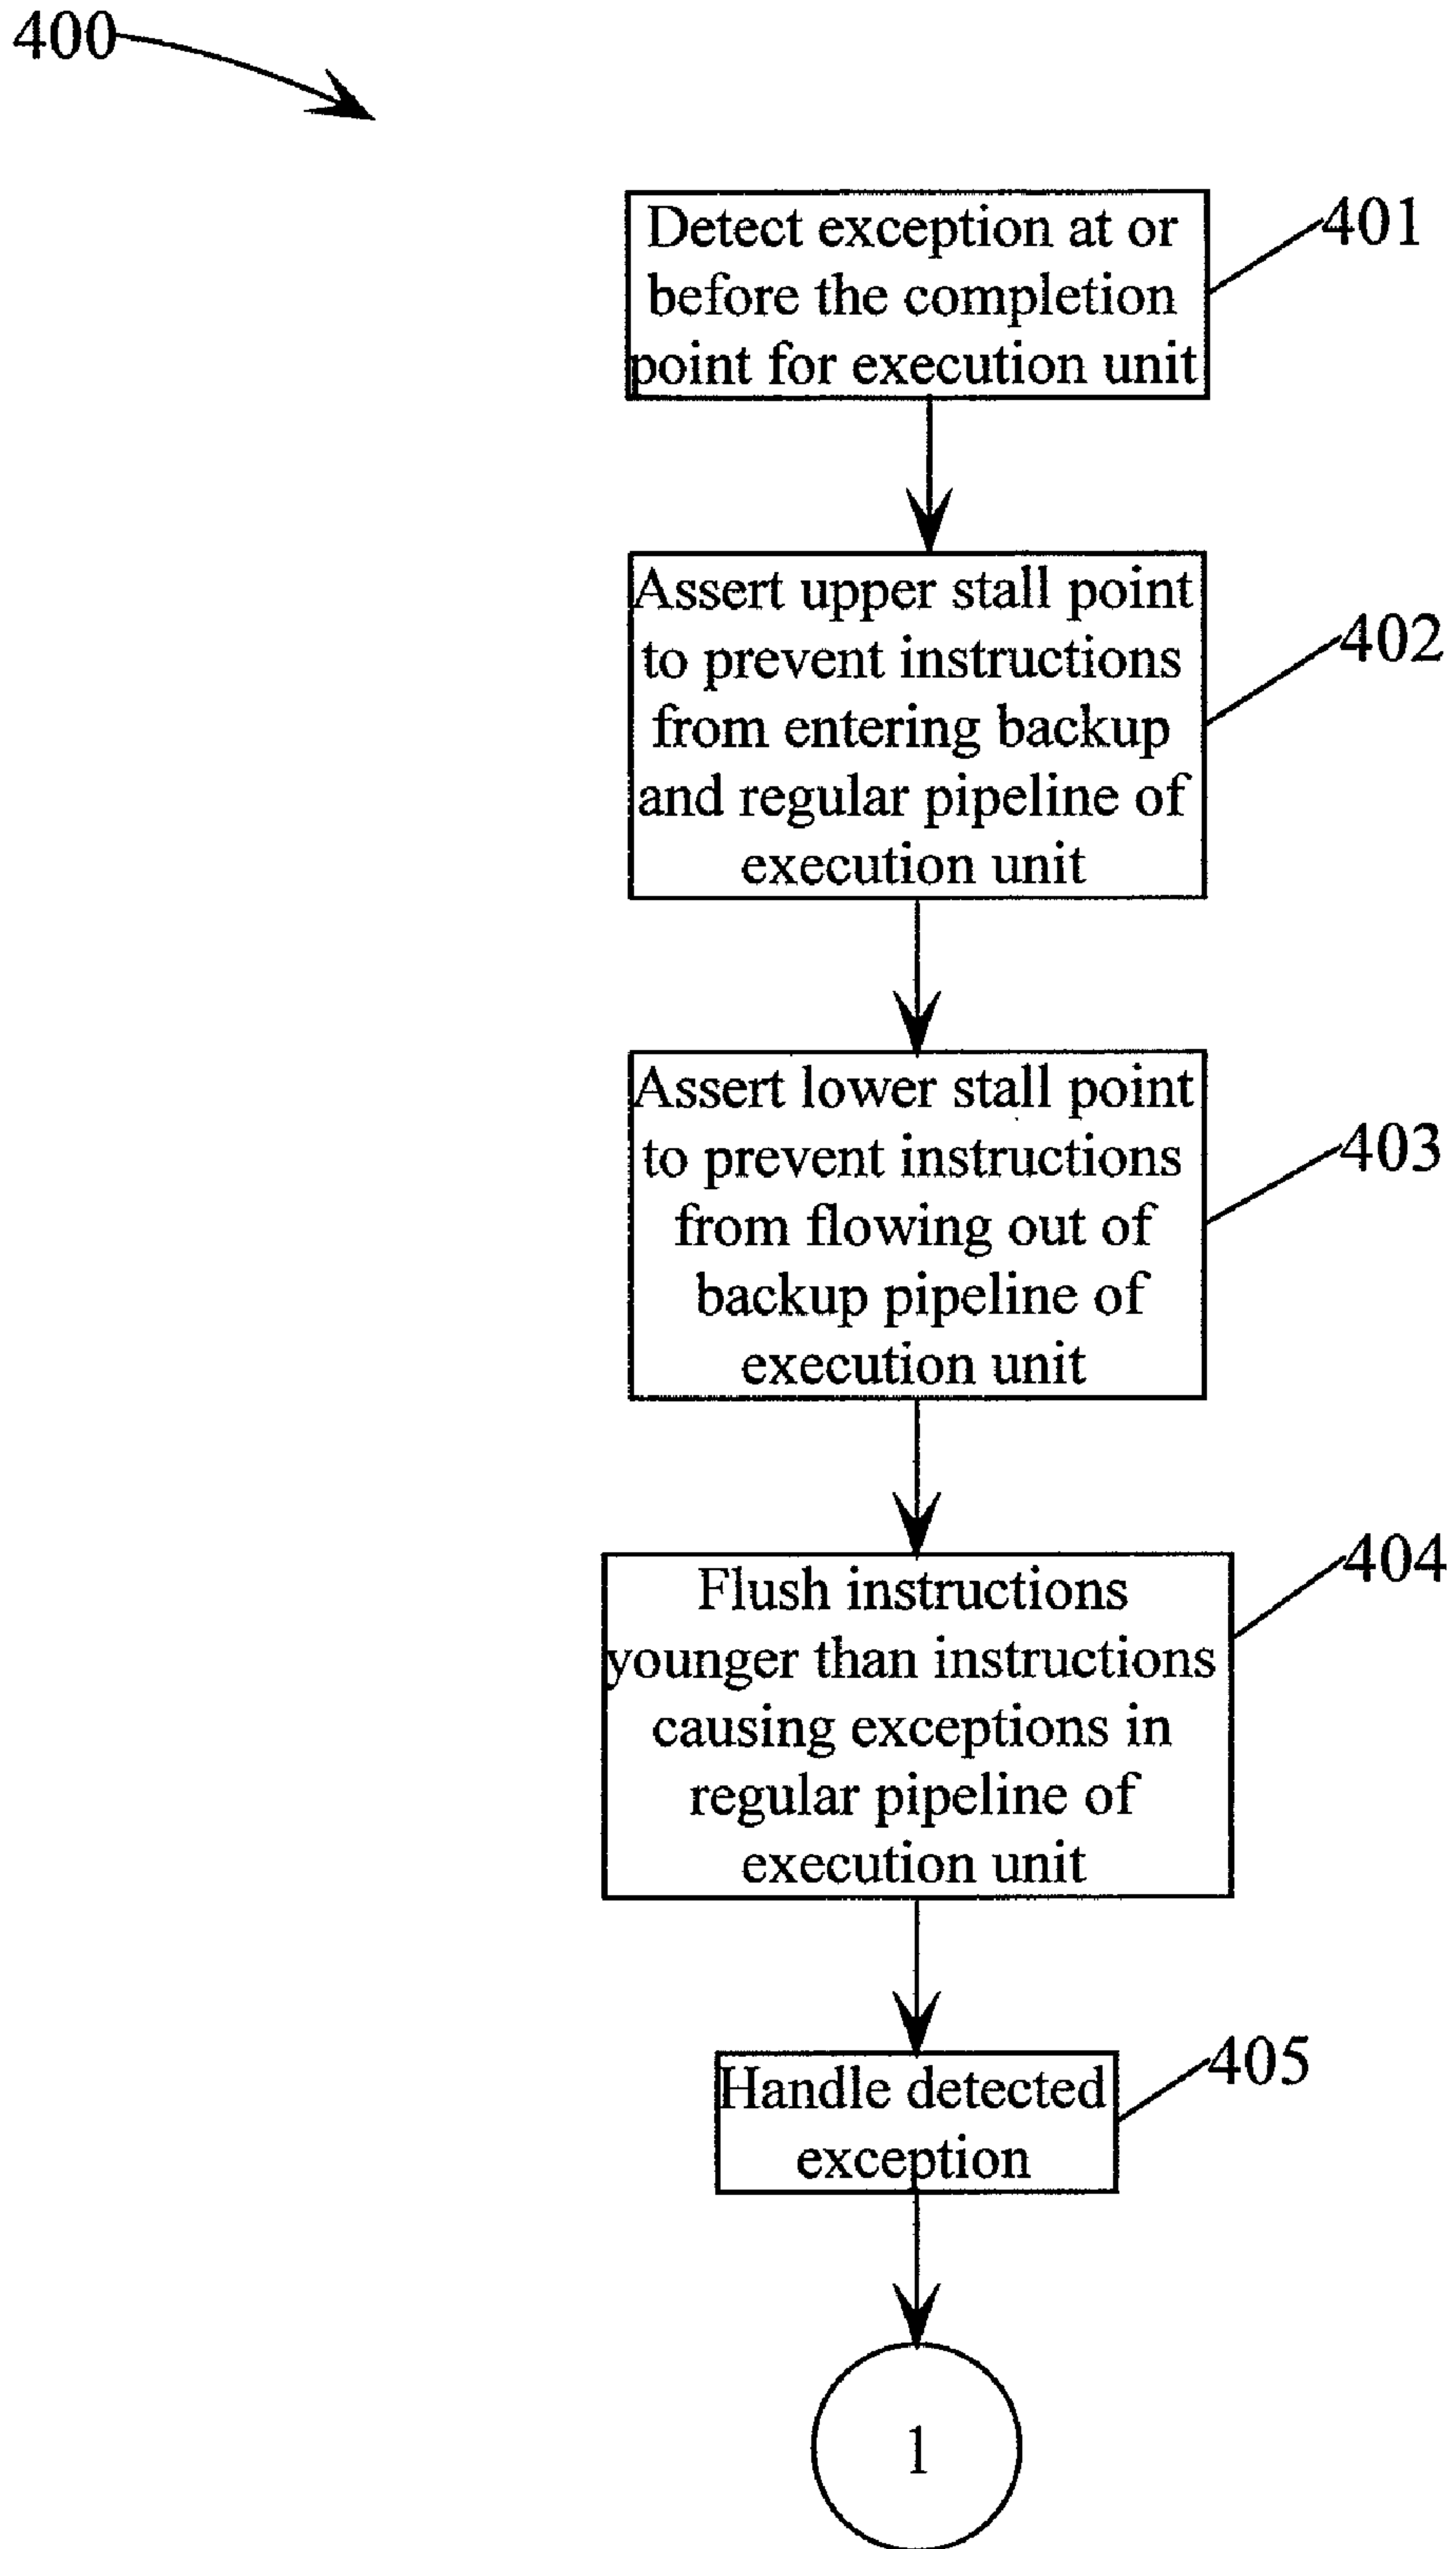 400
Detect exception at or
before the completion
point for execution unit
401
Assert upper stall point
to prevent instructions
from entering backup
and regular pipeline of
execution unit
402
Assert lower stall point
to prevent instructions
from flowing out of
backup pipeline of
execution unit
403
Flush instructions
younger than instructions
causing exceptions in
regular pipeline of
execution unit
404
Handle detected
exception
405
1